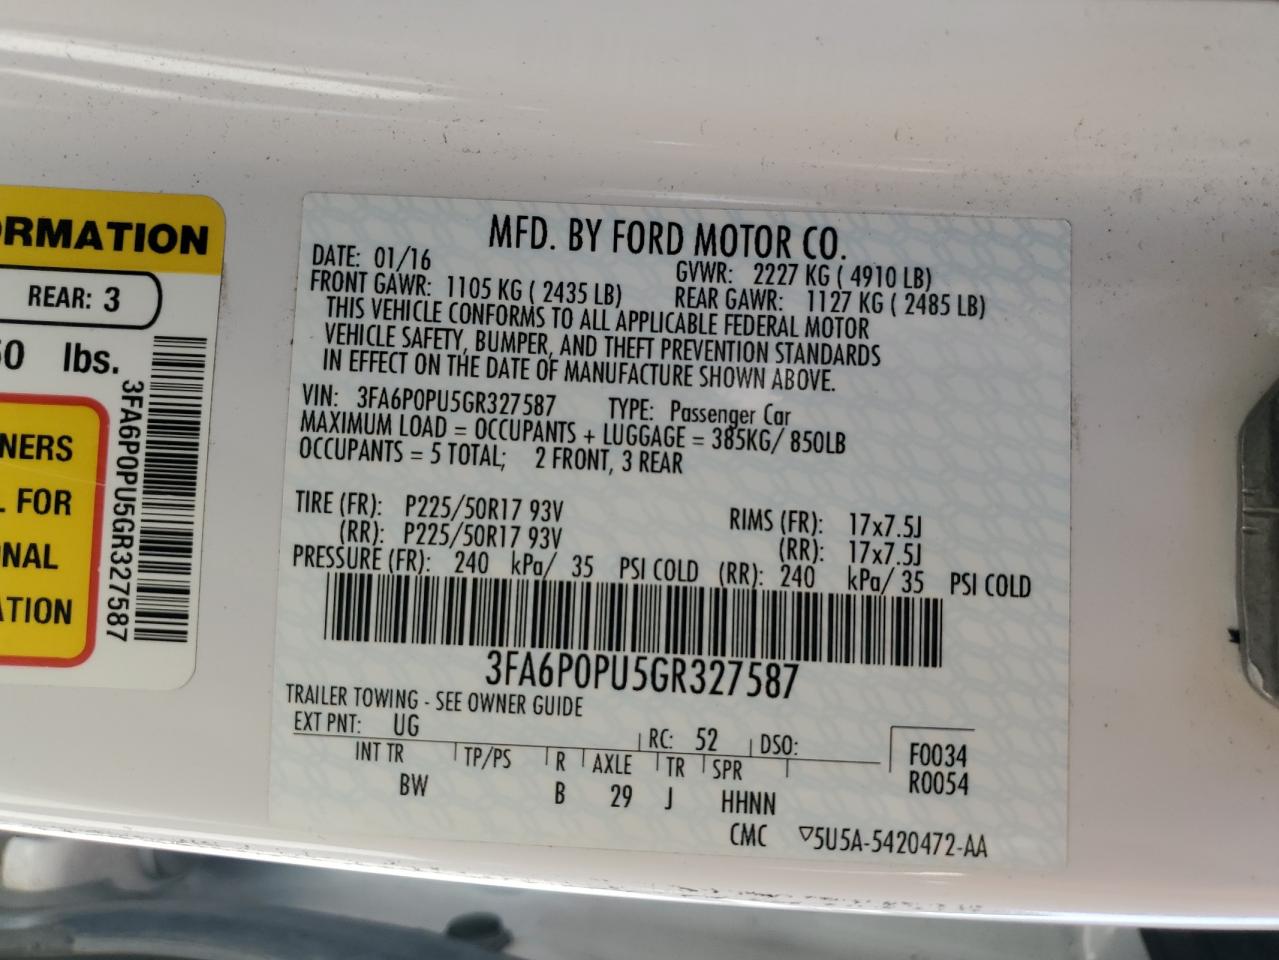 RMATION
REAR: 3
50 lbs.
3FA6P0PU5GR327587
NERS
L FOR
NAL
ATION
MFD. BY FORD MOTOR CO.
DATE: 01/16 GVWR: 2227 KG ( 4910 LB)
FRONT GAWR: 1105 KG ( 2435 LB) REAR GAWR: 1127 KG ( 2485 LB)
THIS VEHICLE CONFORMS TO ALL APPLICABLE FEDERAL MOTOR
VEHICLE SAFETY, BUMPER, AND THEFT PREVENTION STANDARDS
IN EFFECT ON THE DATE OF MANUFACTURE SHOWN ABOVE.
VIN: 3FA6P0PU5GR327587 TYPE: Passenger Car
MAXIMUM LOAD = OCCUPANTS + LUGGAGE = 385KG/ 850LB
OCCUPANTS = 5 TOTAL; 2 FRONT, 3 REAR
TIRE (FR): P225/50R17 93V RIMS (FR): 17x7.5J
(RR): P225/50R17 93V (RR): 17x7.5J
PRESSURE (FR): 240 kPa/ 35 PSI COLD (RR): 240 kPa/ 35 PSI COLD
3FA6P0PU5GR327587
TRAILER TOWING - SEE OWNER GUIDE
EXT PNT: UG RC: 52 DSO: F0034
INT TR TP/PS R AXLE TR SPR R0054
BW B 29 J HHNN
CMC ▽5U5A-5420472-AA